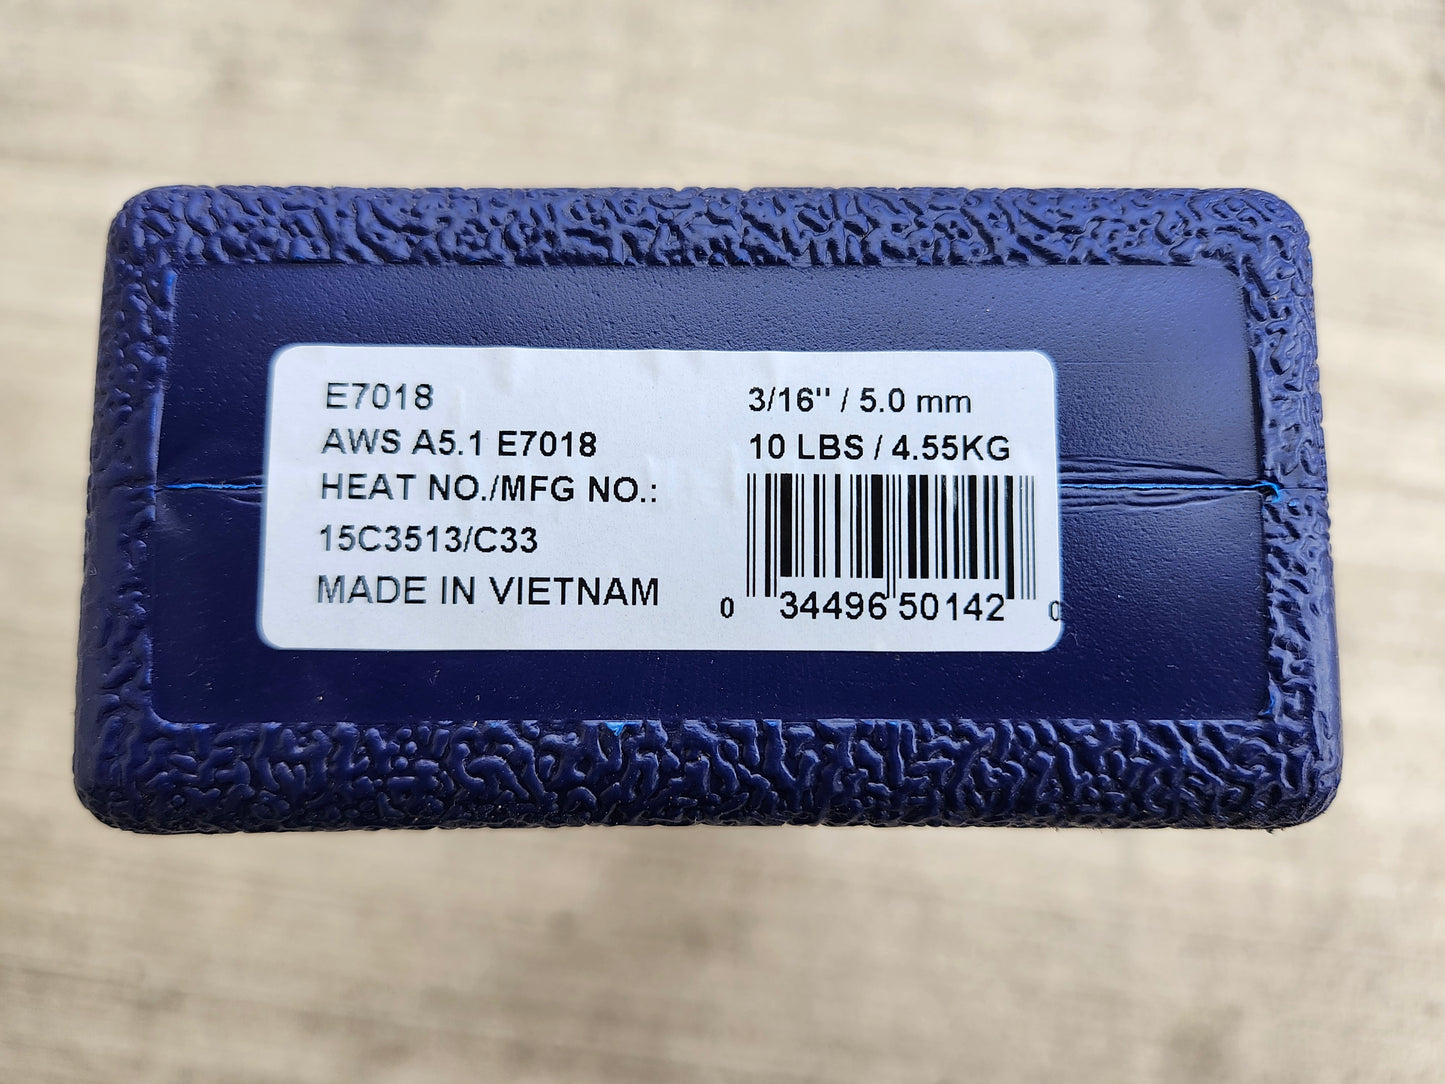 E7018
AWS A5.1 E7018
HEAT NO./MFG NO.:
15C3513/C33
MADE IN VIETNAM
3/16" / 5.0 mm
10 LBS / 4.55KG
0 34496 50142 0